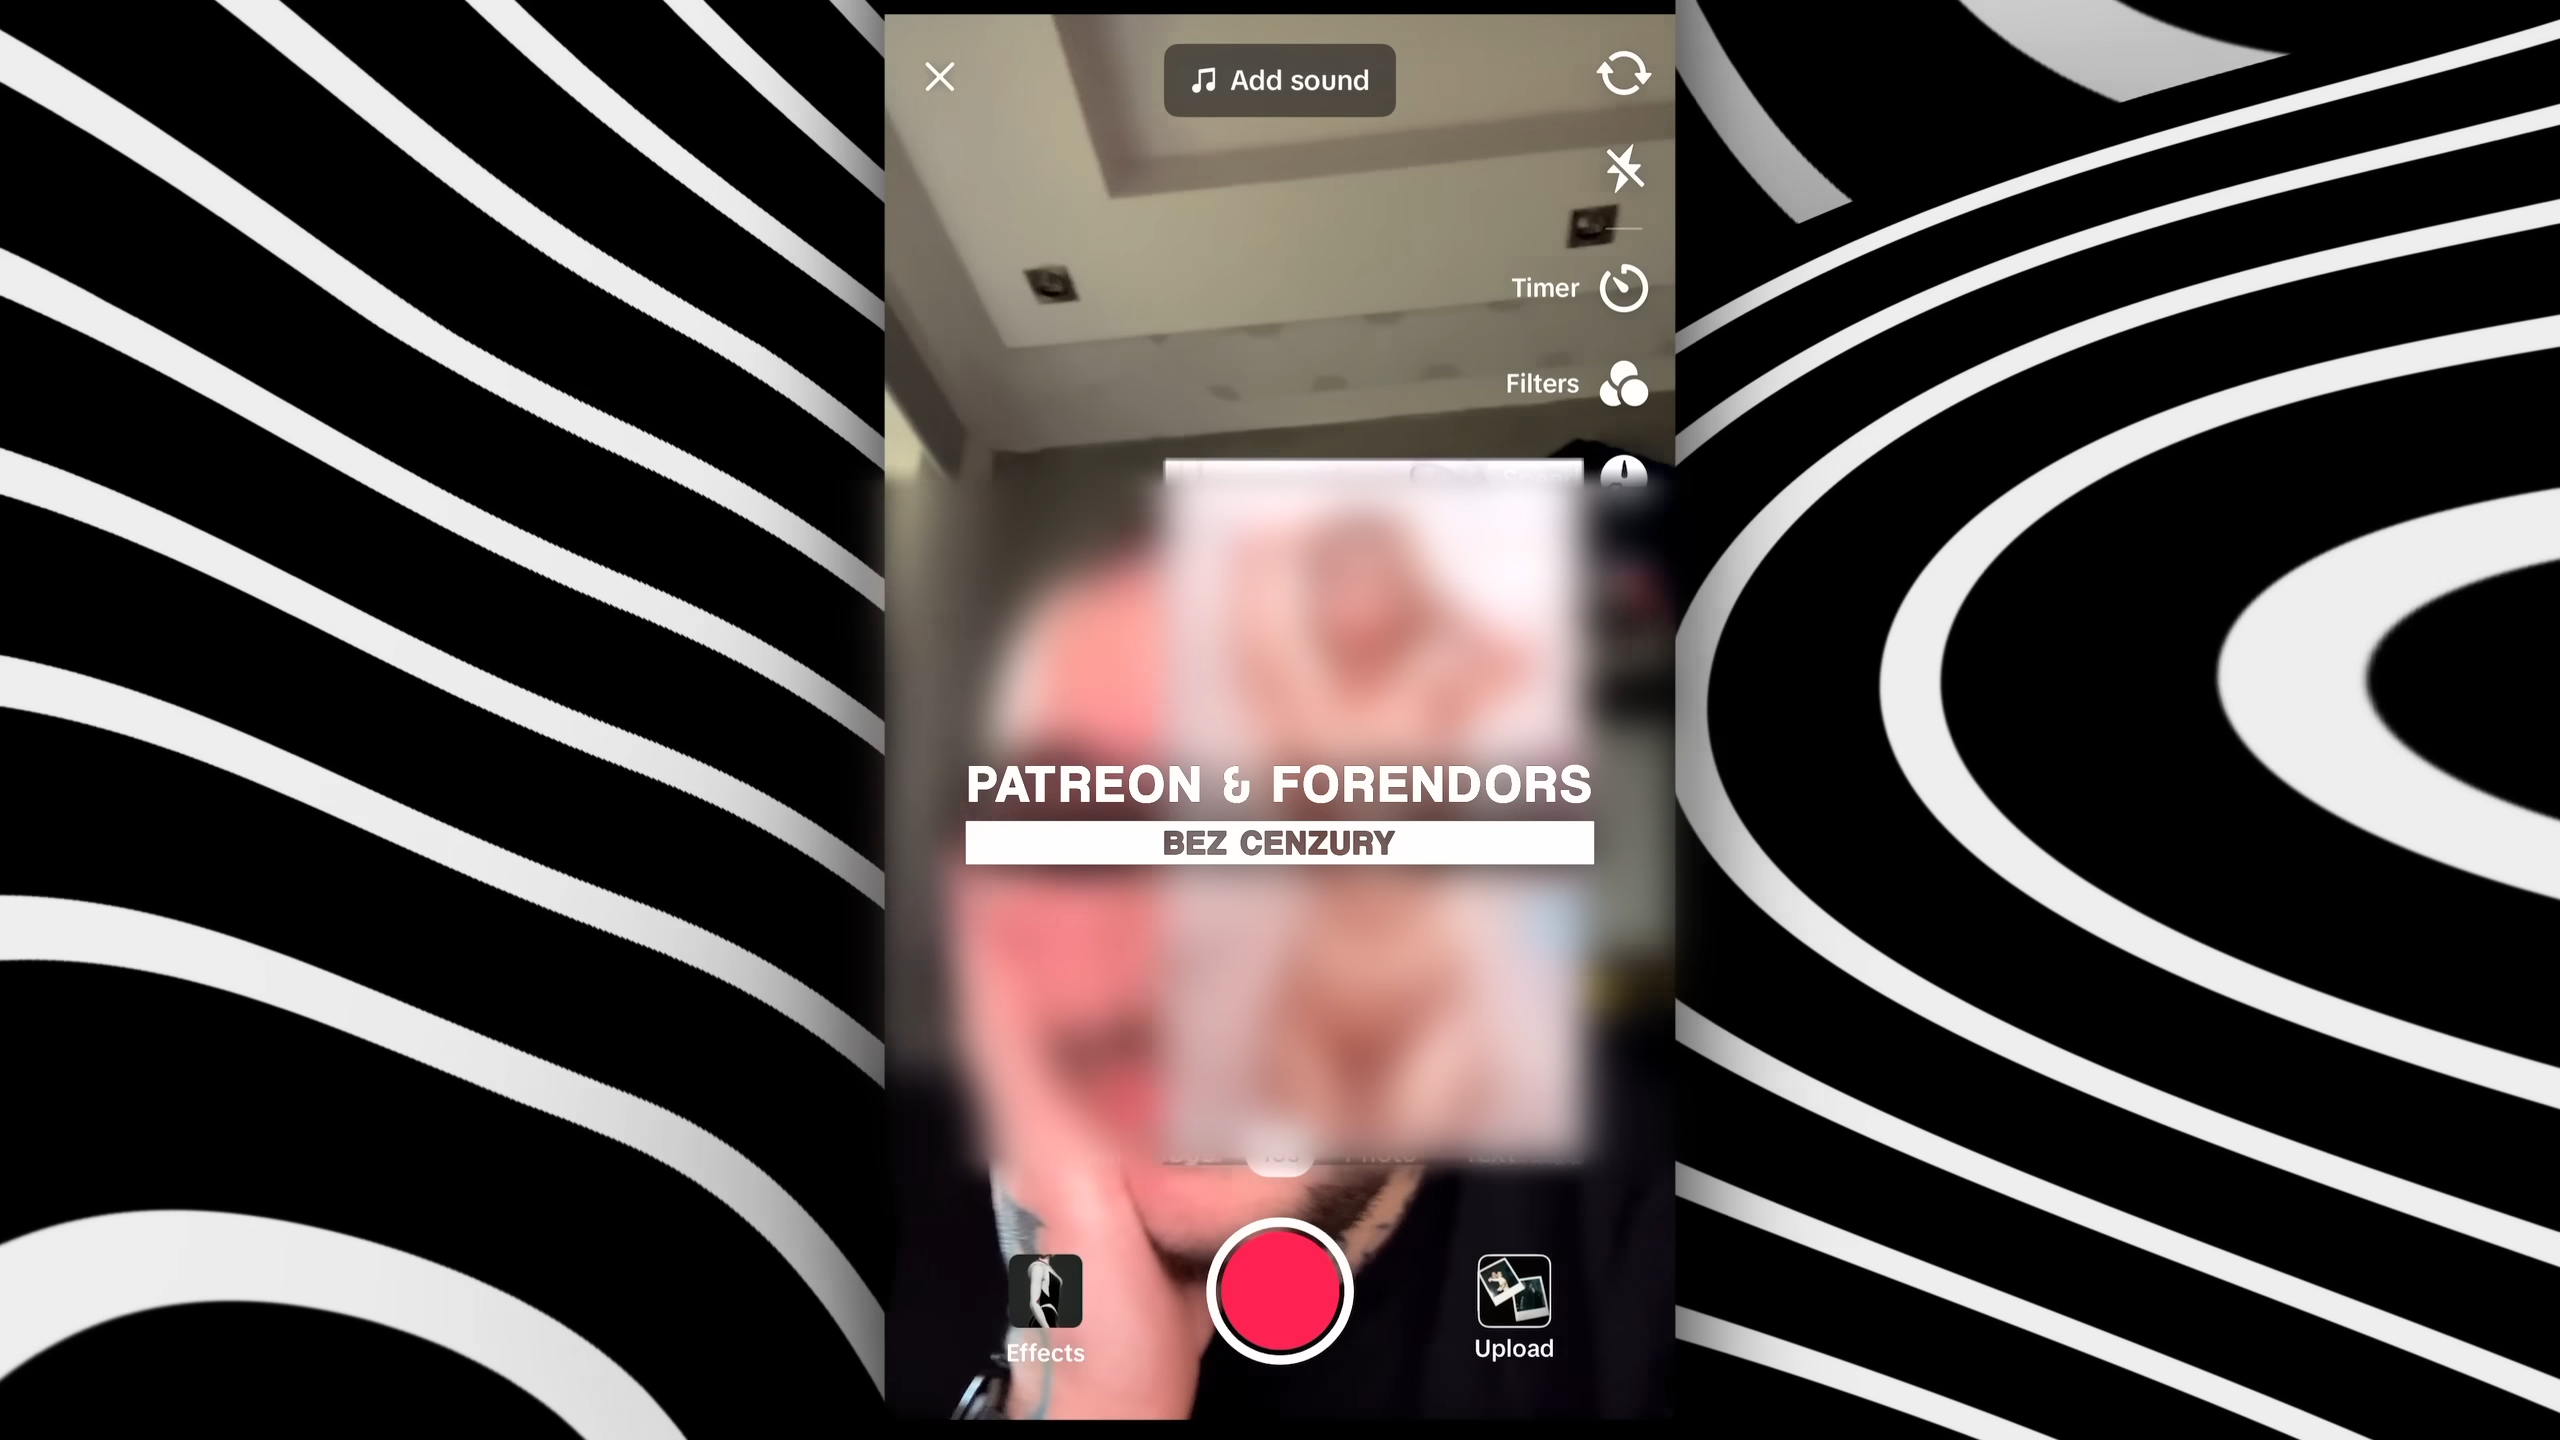 Add sound
Timer
Filters
PATREON & FORENDORS
BEZ CENZURY
Effects
Upload